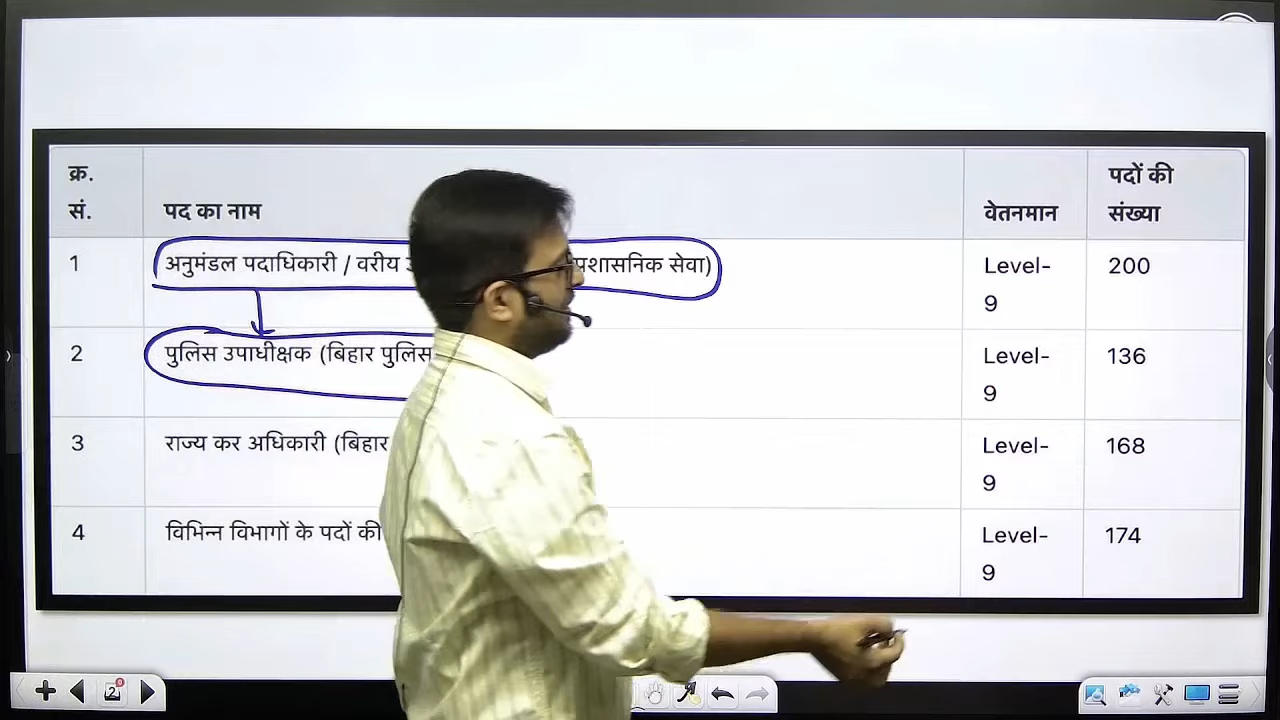 क्र.
सं.
पद का नाम
वेतनमान
पदों की
संख्या
1
अनुमंडल पदाधिकारी / वरीय
प्रशासनिक सेवा)
Level-
9
200
2
पुलिस उपाधीक्षक (बिहार पुलिस
Level-
9
136
3
राज्य कर अधिकारी (बिहार
Level-
9
168
4
विभिन्न विभागों के पदों की
Level-
9
174
2